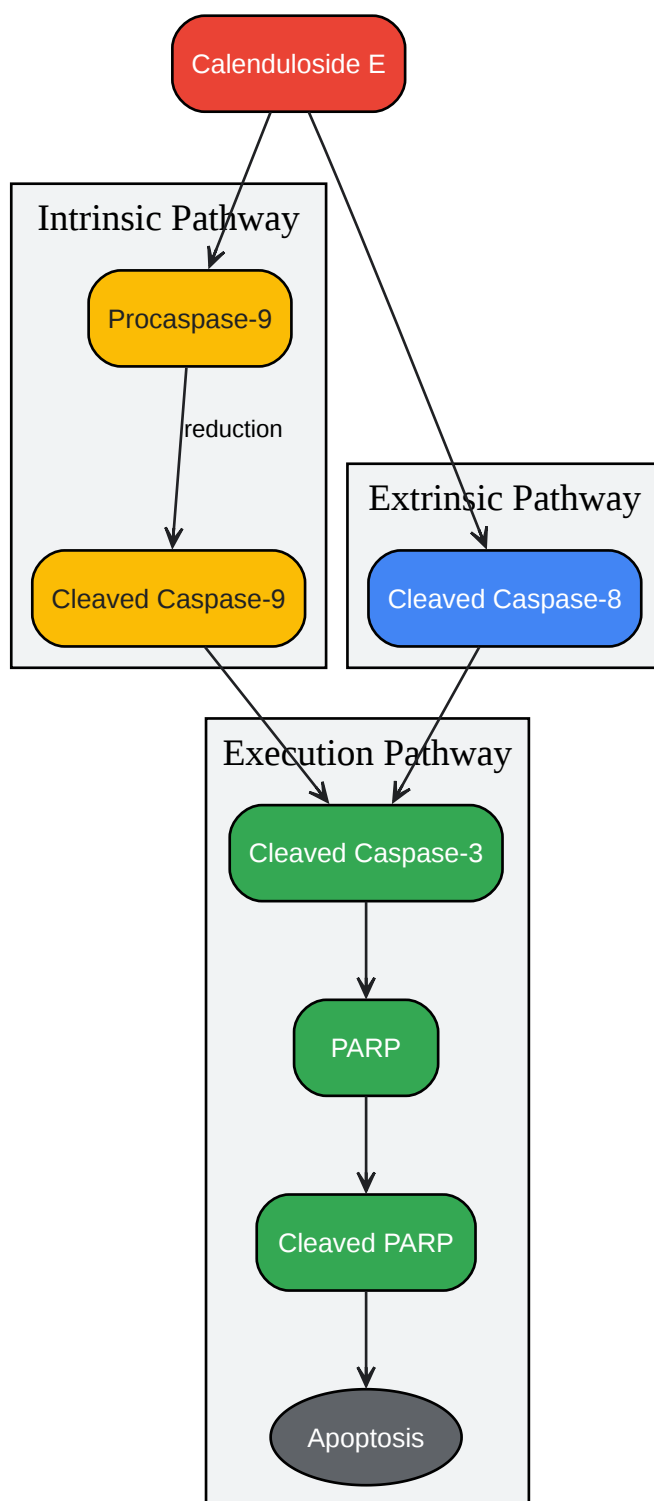 Calenduloside E
Intrinsic Pathway
Procaspase-9
reduction
Extrinsic Pathway
Cleaved Caspase-9
Cleaved Caspase-8
Execution Pathway
Cleaved Caspase-3
PARP
Cleaved PARP
Apoptosis